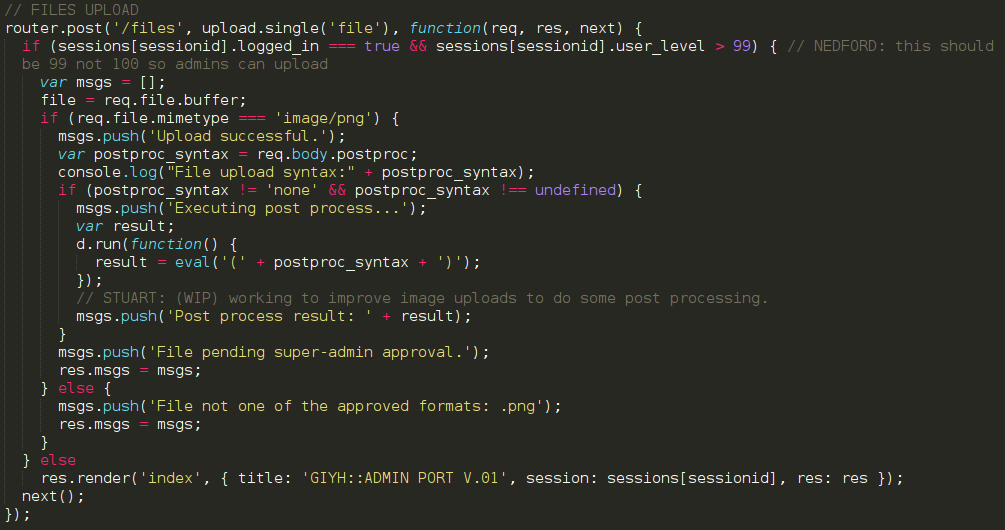 // FILES UPLOAD
router.post('/files', upload.single('file'), function(req, res, next) {
  if (sessions[sessionid].logged_in === true && sessions[sessionid].user_level > 99) { // NEDFORD: this should
  be 99 not 100 so admins can upload
    var msgs = [];
    file = req.file.buffer;
    if (req.file.mimetype === 'image/png') {
      msgs.push('Upload successful.');
      var postproc_syntax = req.body.postproc;
      console.log("File upload syntax:" + postproc_syntax);
      if (postproc_syntax != 'none' && postproc_syntax !== undefined) {
        msgs.push('Executing post process...');
        var result;
        d.run(function() {
          result = eval('(' + postproc_syntax + ')');
        });
        // STUART: (WIP) working to improve image uploads to do some post processing.
        msgs.push('Post process result: ' + result);
      }
      msgs.push('File pending super-admin approval.');
      res.msgs = msgs;
    } else {
      msgs.push('File not one of the approved formats: .png');
      res.msgs = msgs;
    }
  } else
    res.render('index', { title: 'GIYH::ADMIN PORT V.01', session: sessions[sessionid], res: res });
  next();
});